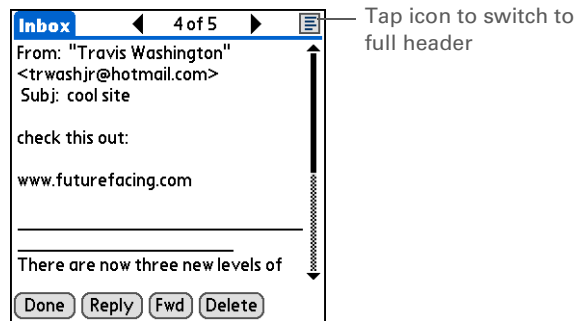 Inbox 4 of 5
Tap icon to switch to
full header
From: "Travis Washington"
<trwashjr@hotmail.com>
Subj: cool site
check this out:
www.futurefacing.com
There are now three new levels of
Done Reply Fwd Delete